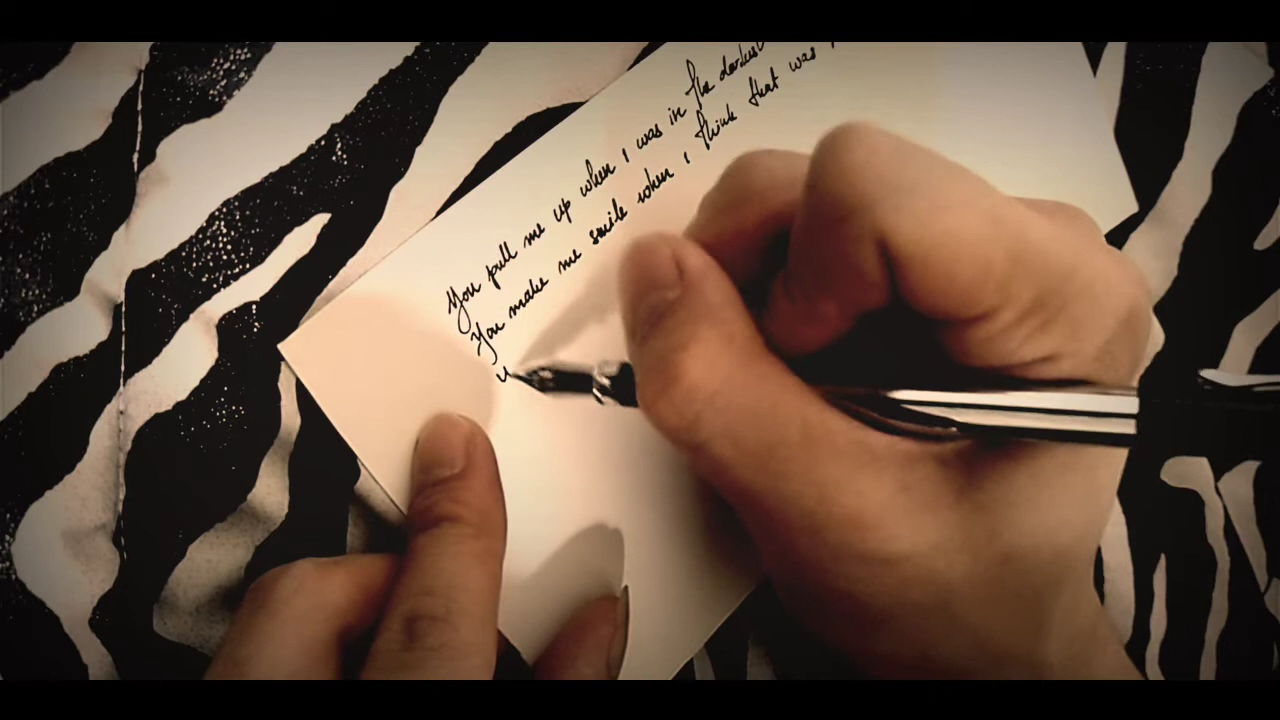 You pull me up when i was in the darkest
You make me smile when i think that was